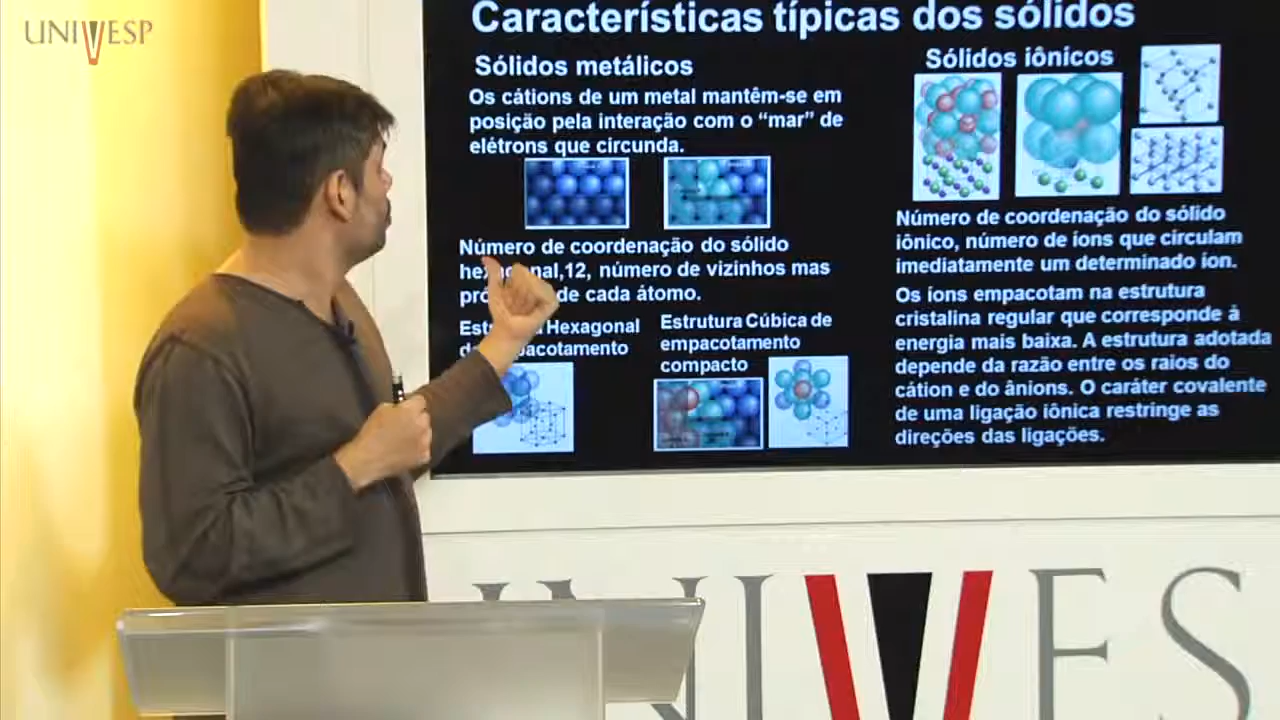 UNIVESP
Características típicas dos sólidos
Sólidos metálicos
Os cátions de um metal mantêm-se em
posição pela interação com o “mar” de
elétrons que circunda.
Número de coordenação do sólido
hexagonal,12, número de vizinhos mas
de cada átomo.
Hexagonal
empacotamento
Estrutura Cúbica de
empacotamento
compacto
Sólidos iônicos
Número de coordenação do sólido
iônico, número de íons que circulam
imediatamente um determinado íon.
Os íons empacotam na estrutura
cristalina regular que corresponde à
energia mais baixa. A estrutura adotada
depende da razão entre os raios do
cátion e do ânions. O caráter covalente
de uma ligação iônica restringe as
direções das ligações.
UNIVES